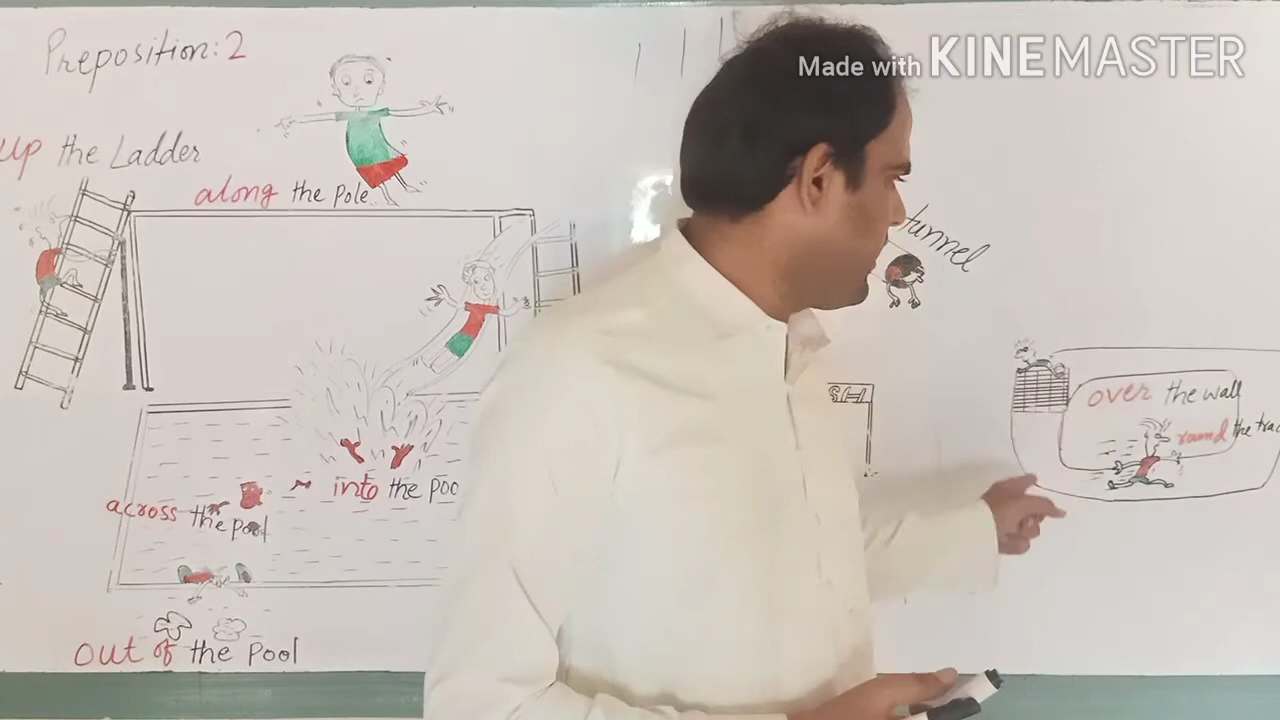 Preposition: 2
Made with KINEMASTER
up the Ladder
along the pole
tunnel
over the wall
round the trac
into the poo
across the pool
out of the pool